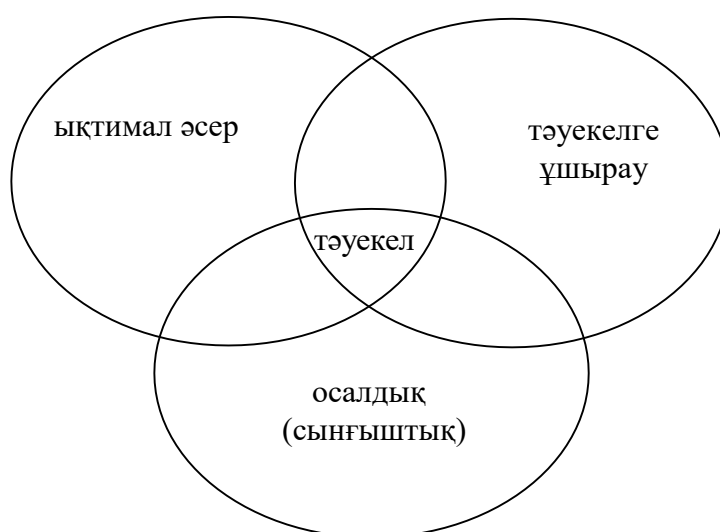 ықтимал әсер
тәуекелге
ұшырау
тәуекел
осалдық
(сынғыштық)